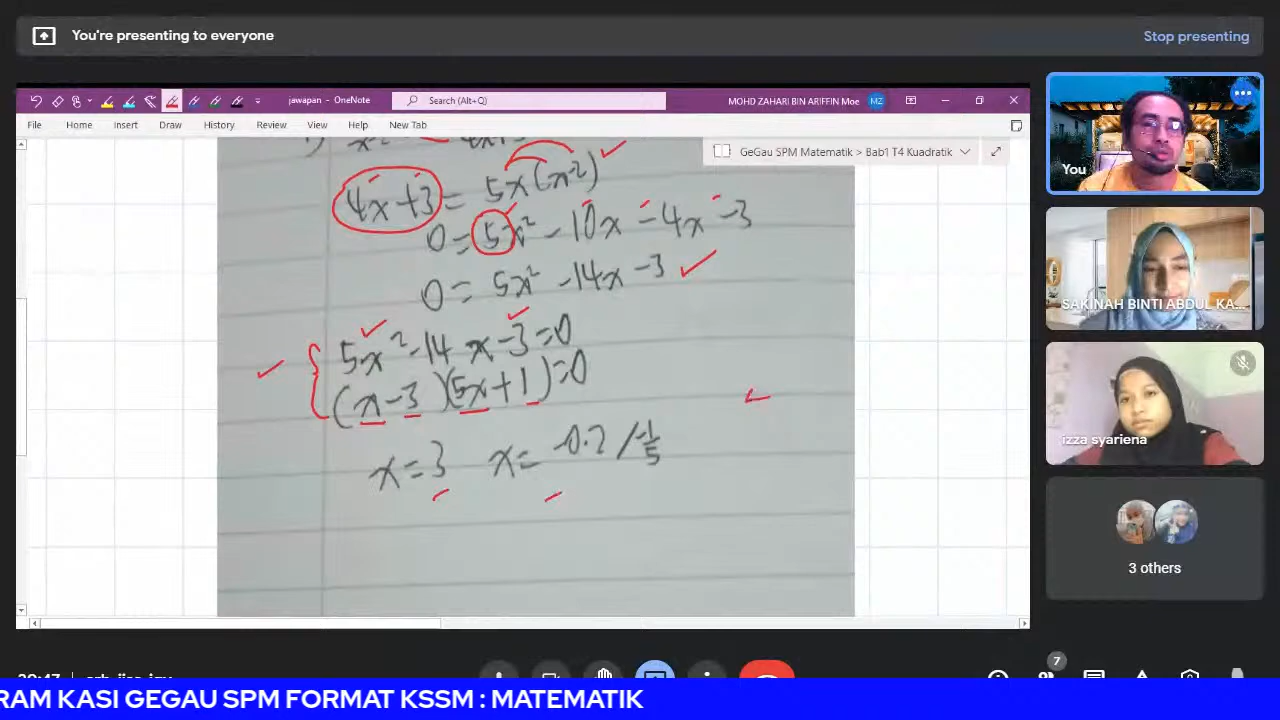 You're presenting to everyone
Stop presenting
jawapan - OneNote
Search (Alt+Q)
MOHD ZAHARI BIN ARIFFIN Moe
MZ
File Home Insert Draw History Review View Help New Tab
GeGau SPM Matematik > Bab1 T4 Kuadratik
4x+3 = 5x(x-2)
0 = 5x² - 10x - 4x - 3
0 = 5x² - 14x - 3
5x² - 14x - 3 = 0
(x - 3)(5x + 1) = 0
x = 3 x = -0.2 / -1/5
You
SAKINAH BINTI ABDUL KA...
izza syariena
3 others
7
RAM KASI GEGAU SPM FORMAT KSSM : MATEMATIK